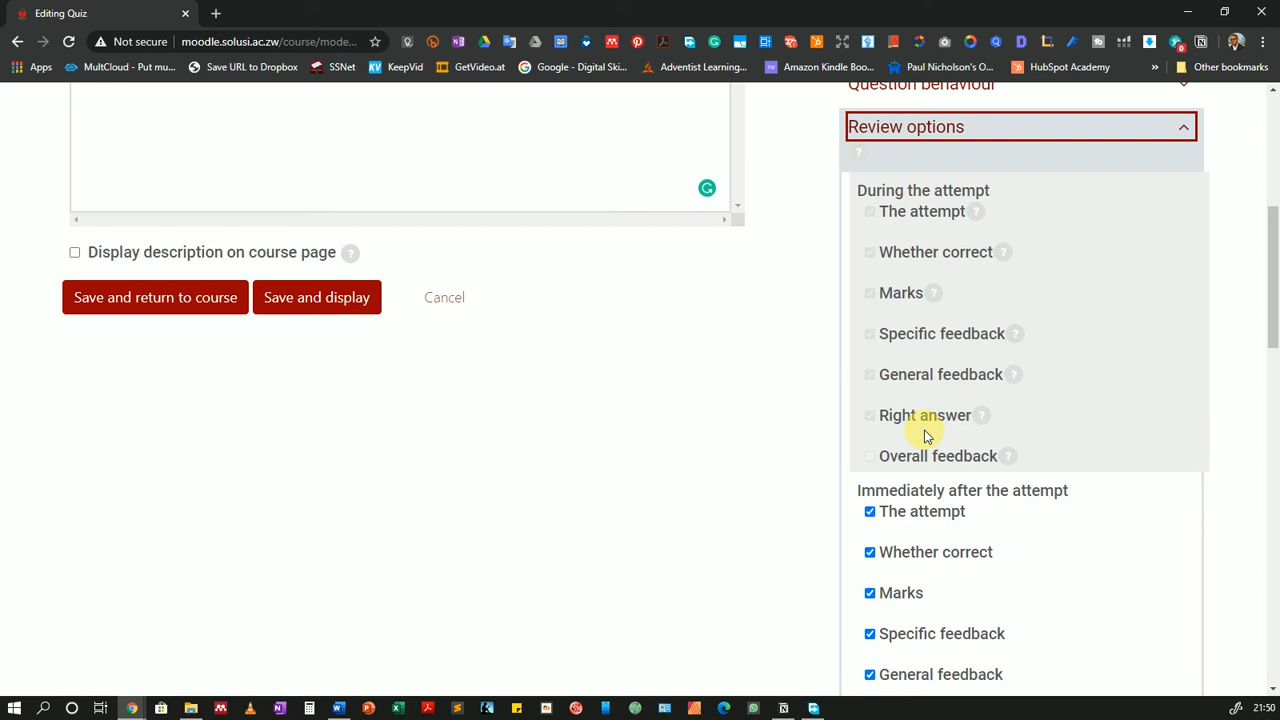 Editing Quiz
Not secure
moodle.solusi.ac.zw/course/mode...
Apps
MultCloud - Put mu...
Save URL to Dropbox
SSNet
KV
KeepVid
GetVideo.at
Google - Digital Ski...
Adventist Learning...
Amazon Kindle Boo...
Paul Nicholson's O...
HubSpot Academy
»
Other bookmarks
Question behaviour
Review options
?
During the attempt
The attempt ?
Whether correct ?
Marks ?
Specific feedback ?
General feedback ?
Right answer ?
Overall feedback ?
Display description on course page ?
Save and return to course
Save and display
Cancel
Immediately after the attempt
The attempt
Whether correct
Marks
Specific feedback
General feedback
21:50